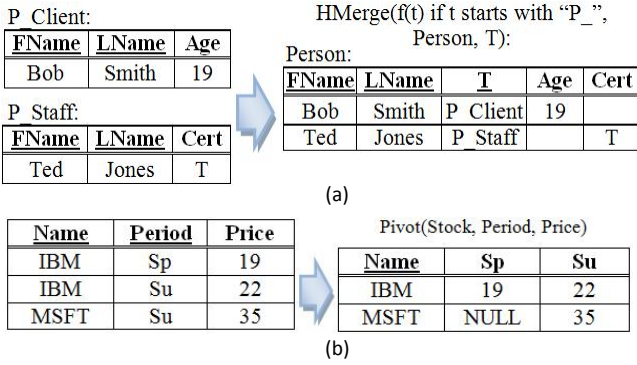 P_Client:
FName LName Age
Bob Smith 19
P_Staff:
FName LName Cert
Ted Jones T
HMerge(f(t) if t starts with “P_”,
Person, T):
Person:
FName LName T Age Cert
Bob Smith P_Client 19
Ted Jones P_Staff T
(a)
Name Period Price
IBM Sp 19
IBM Su 22
MSFT Su 35
Pivot(Stock, Period, Price)
Name Sp Su
IBM 19 22
MSFT NULL 35
(b)